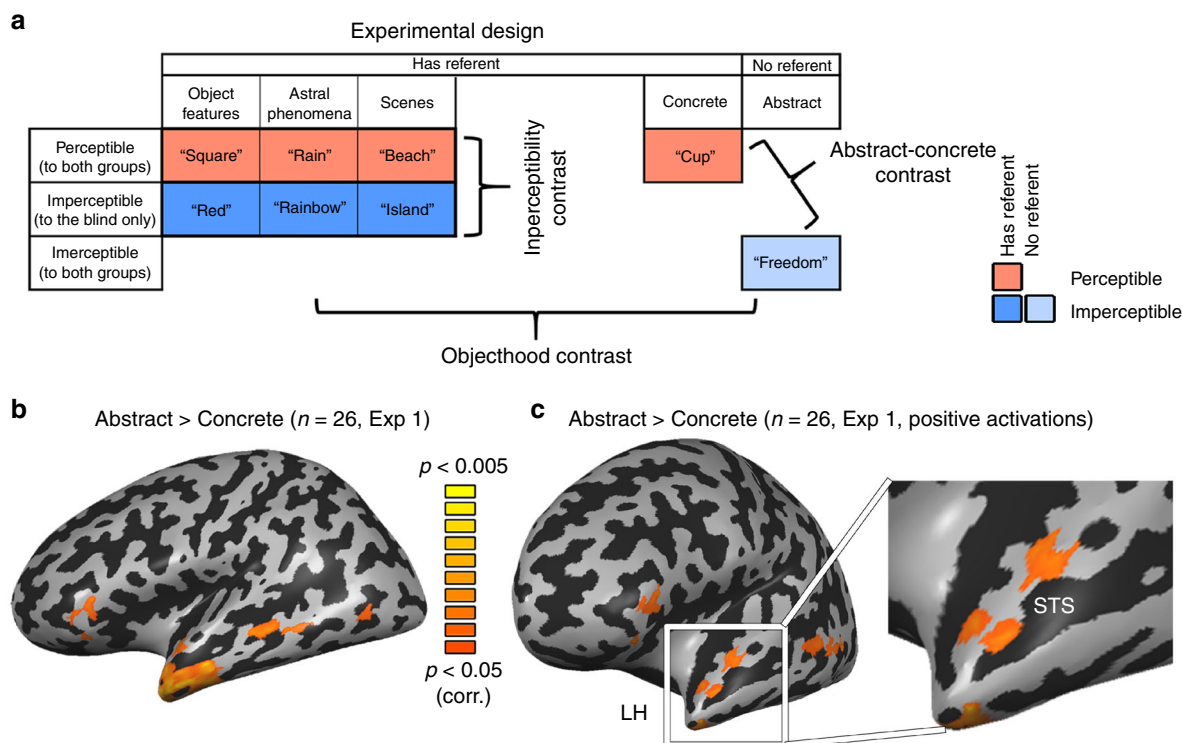 a
Experimental design
Has referent
No referent
Object
features
Astral
phenomena
Scenes
Concrete
Abstract
Perceptible
(to both groups)
“Square”
“Rain”
“Beach”
“Cup”
Imperceptible
(to the blind only)
“Red”
“Rainbow”
“Island”
Imerceptible
(to both groups)
“Freedom”
Inperceptibility
contrast
Abstract-concrete
contrast
Has referent
No referent
Perceptible
Imperceptible
Objecthood contrast
b
Abstract > Concrete (n = 26, Exp 1)
p < 0.005
p < 0.05
(corr.)
c
Abstract > Concrete (n = 26, Exp 1, positive activations)
STS
LH